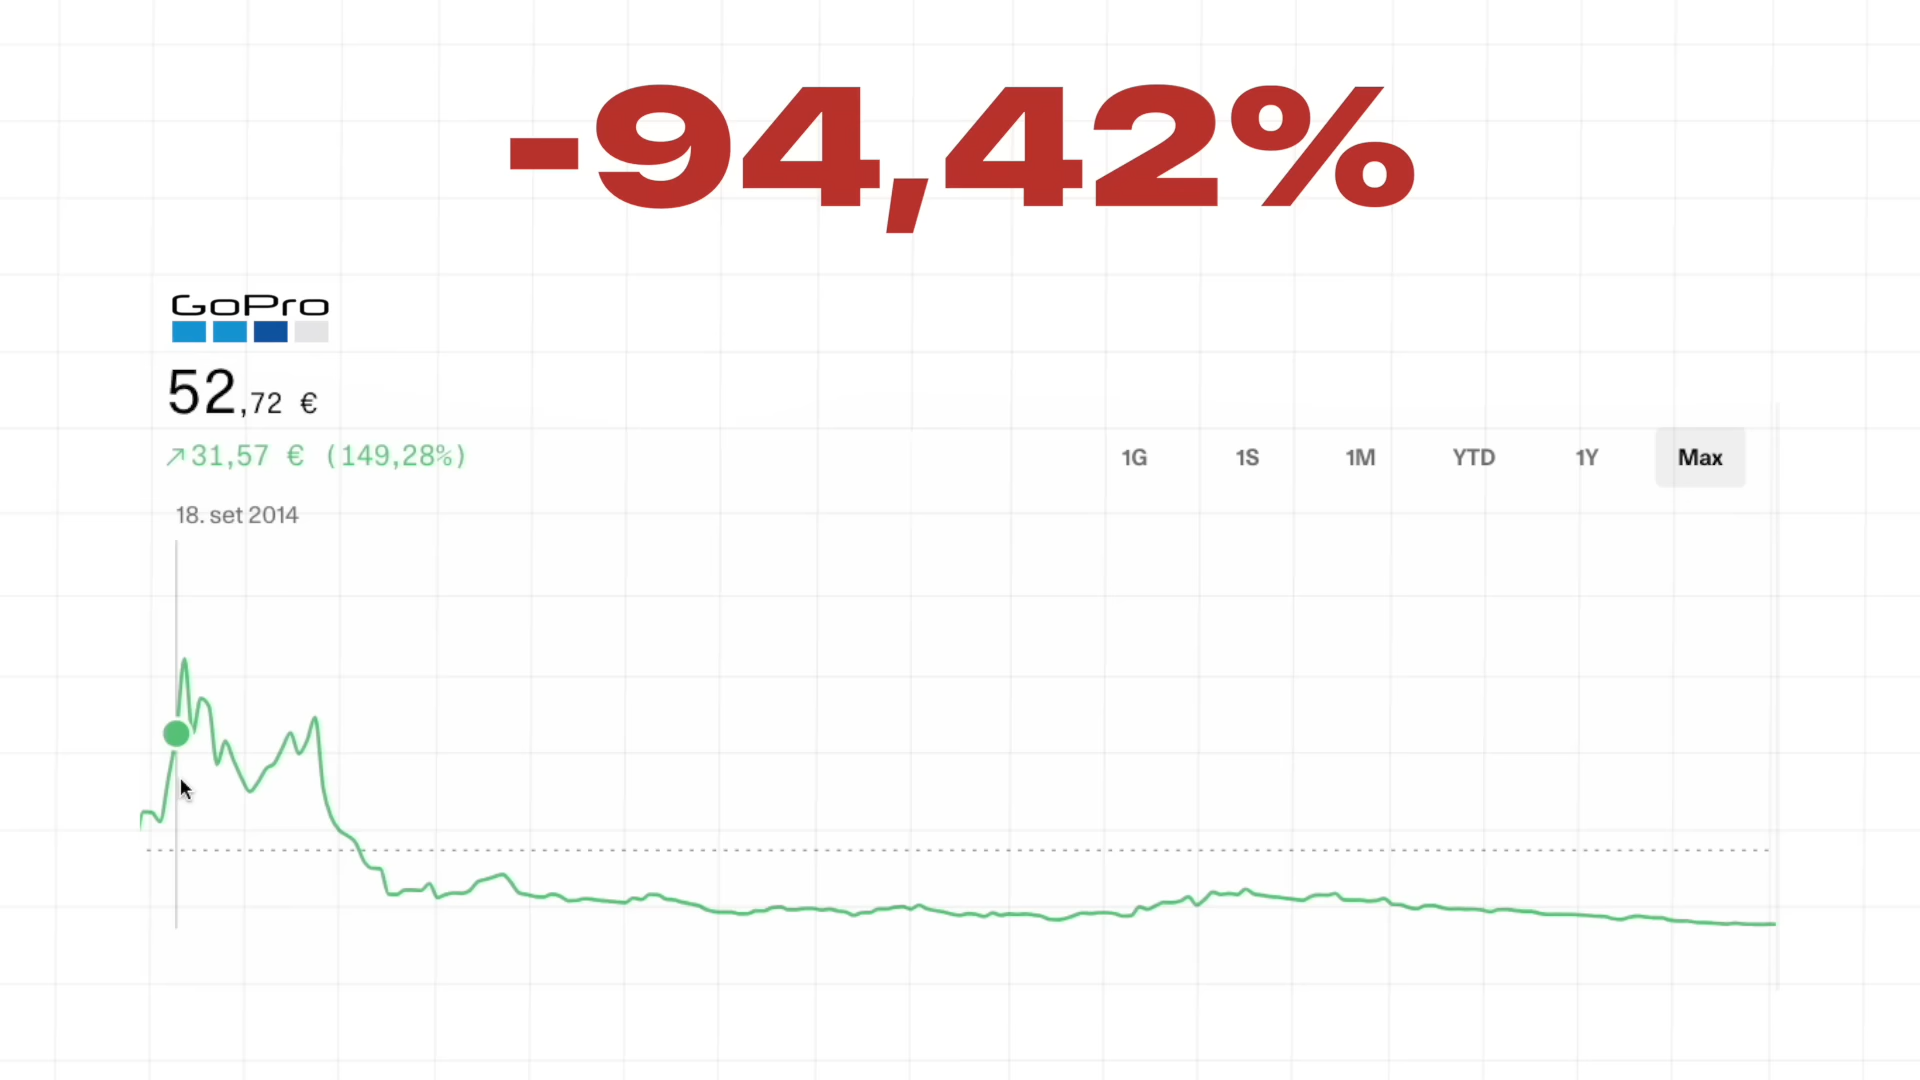 -94,42%
GoPro
52,72 €
↗31,57 € (149,28%)
1G 1S 1M YTD 1Y Max
18. set 2014